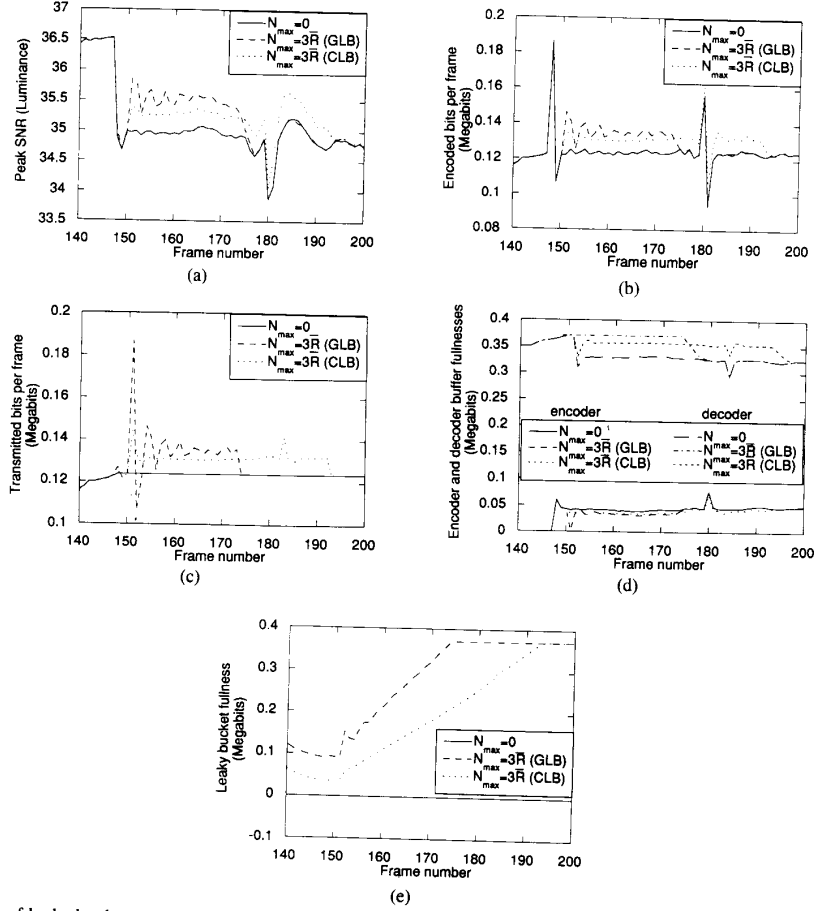 36.5
36
35.5
35
34.5
34
33.5
Peak SNR (Luminance)
140 150 160 170 180 190 200
Frame number
N max =0
N max =3R̅ (GLB)
N max =3R̅ (CLB)
(a)
0.2
0.18
0.16
0.14
0.12
0.1
0.08
Encoded bits per frame
(Megabits)
140 150 160 170 180 190 200
Frame number
N max =0
N max =3R̅ (GLB)
N max =3R̅ (CLB)
(b)
0.2
0.18
0.16
0.14
0.12
0.1
Transmitted bits per frame
(Megabits)
140 150 160 170 180 190 200
Frame number
N max =0
N max =3R̅ (GLB)
N max =3R̅ (CLB)
(c)
0.4
0.35
0.3
0.25
0.2
0.15
0.1
0.05
0
Encoder and decoder buffer fullnesses
(Megabits)
encoder decoder
N max =0 N max =0
N max =3R̅ (GLB) N max =3R̅ (GLB)
N max =3R̅ (CLB) N max =3R (CLB)
140 150 160 170 180 190 200
Frame number
(d)
0.4
0.3
0.2
0.1
0
-0.1
Leaky bucket fullness
(Megabits)
N max =0
N max =3R̅ (GLB)
N max =3R̅ (CLB)
140 150 160 170 180 190 200
Frame number
(e)